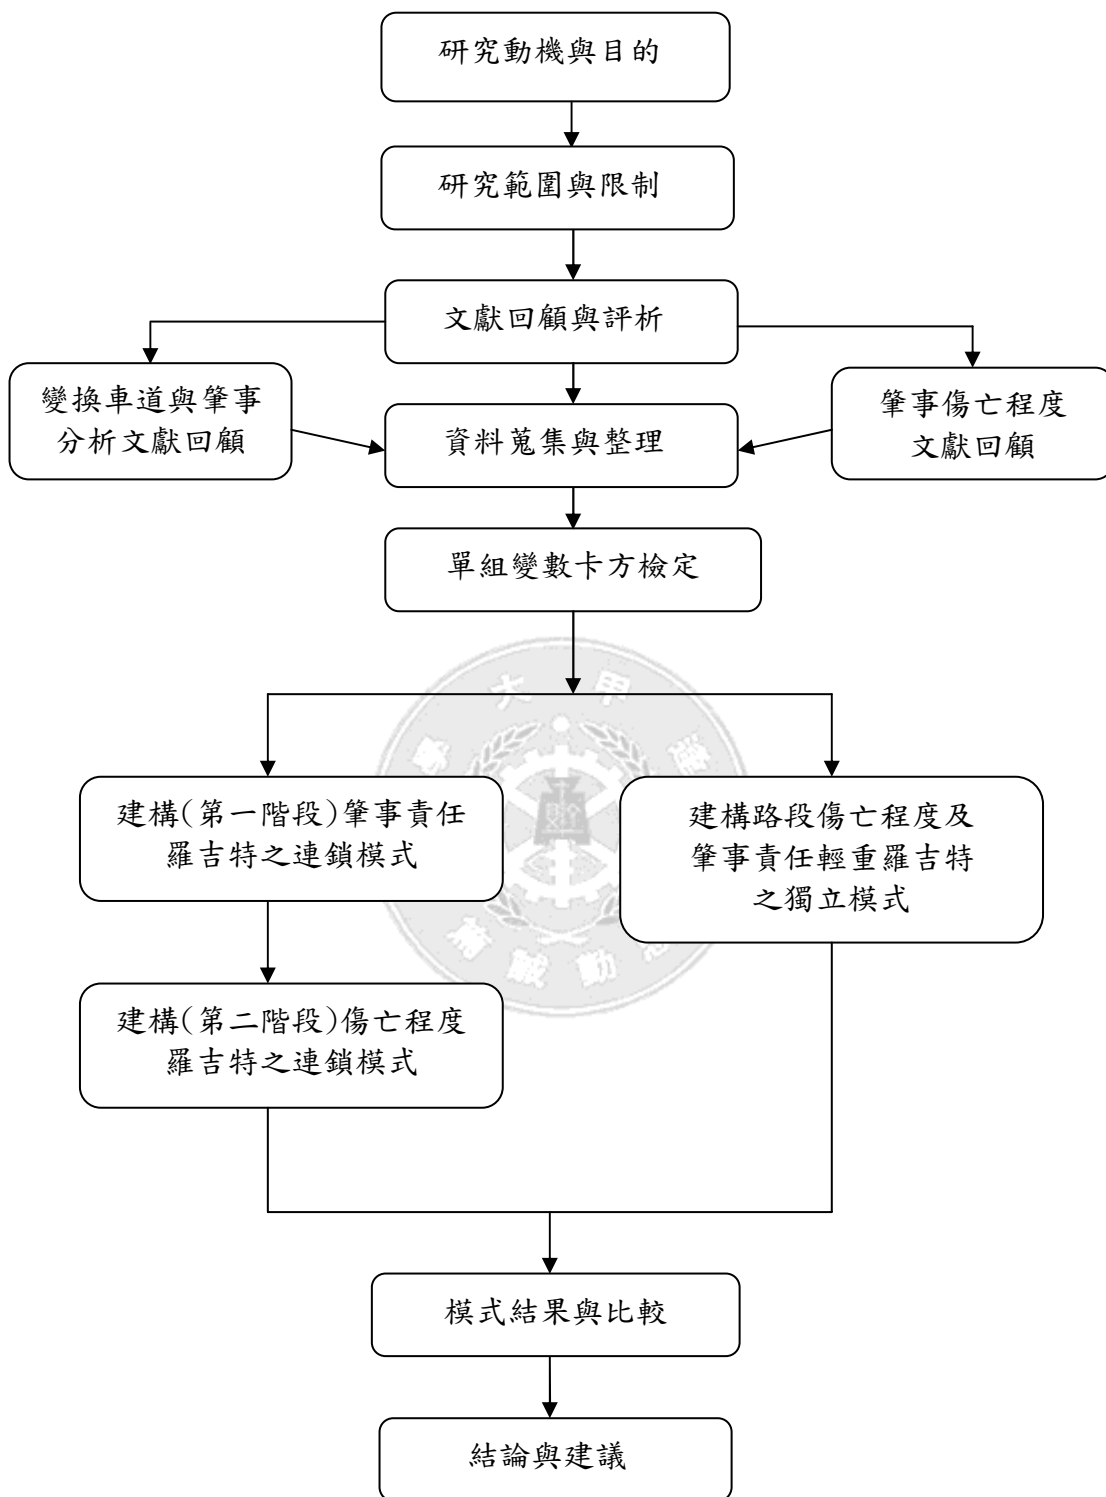 研究動機與目的
研究範圍與限制
文獻回顧與評析
變換車道與肇事
分析文獻回顧
資料蒐集與整理
肇事傷亡程度
文獻回顧
單組變數卡方檢定
大甲逢
建構(第一階段)肇事責任
羅吉特之連鎖模式
建構路段傷亡程度及
肇事責任輕重羅吉特
之獨立模式
誠勤
建構(第二階段)傷亡程度
羅吉特之連鎖模式
模式結果與比較
結論與建議